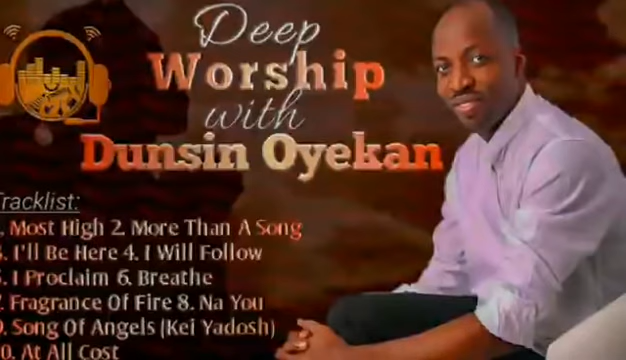 Deep
Worship
with
Dunsin Oyekan
Tracklist:
. Most High 2. More Than A Song
. I'll Be Here 4. I Will Follow
. I Proclaim 6. Breathe
. Fragrance Of Fire 8. Na You
. Song Of Angels (Kei Yadosh)
0. At All Cost